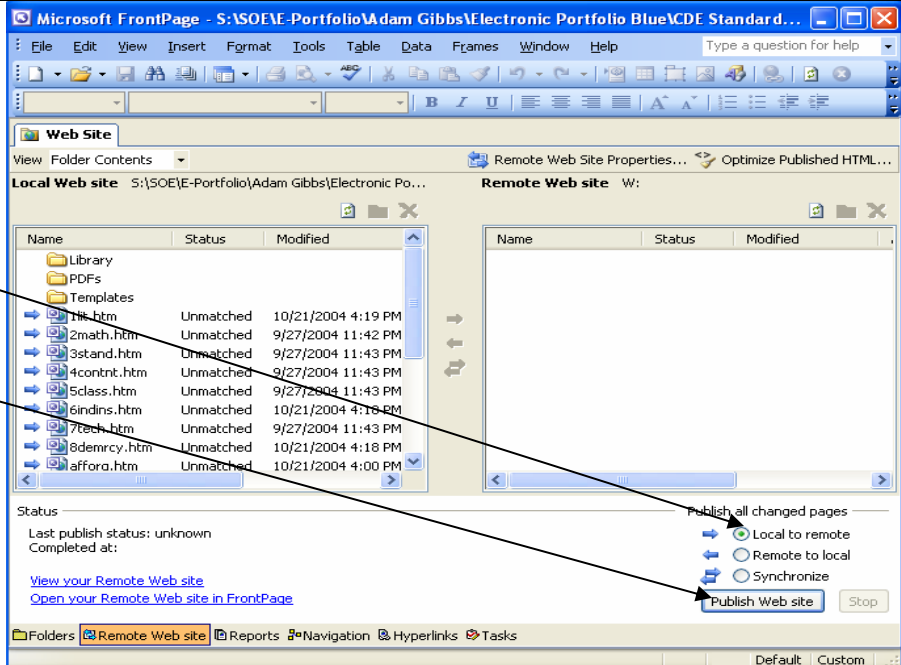 Microsoft FrontPage - S:\SOE\E-Portfolio\Adam Gibbs\Electronic Portfolio Blue\CDE Standard...
File Edit View Insert Format Tools Table Data Frames Window Help Type a question for help
ABC
B I U A A
Web Site
View Folder Contents Remote Web Site Properties... Optimize Published HTML...
Local Web site S:\SOE\E-Portfolio\Adam Gibbs\Electronic Po... Remote Web site W:
Name Status Modified Name Status Modified
Library
PDFs
Templates
1lit.htm Unmatched 10/21/2004 4:19 PM
2math.htm Unmatched 9/27/2004 11:42 PM
3stand.htm Unmatched 9/27/2004 11:43 PM
4contnt.htm Unmatched 9/27/2004 11:43 PM
5class.htm Unmatched 9/27/2004 11:43 PM
6indins.htm Unmatched 10/21/2004 4:18 PM
7tech.htm Unmatched 9/27/2004 11:43 PM
8demrcy.htm Unmatched 10/21/2004 4:18 PM
afforg.htm Unmatched 10/21/2004 4:00 PM
Status Publish all changed pages
Last publish status: unknown Local to remote
Completed at: Remote to local
View your Remote Web site Synchronize
Open your Remote Web site in FrontPage Publish Web site Stop
Folders Remote Web site Reports Navigation Hyperlinks Tasks
Default Custom